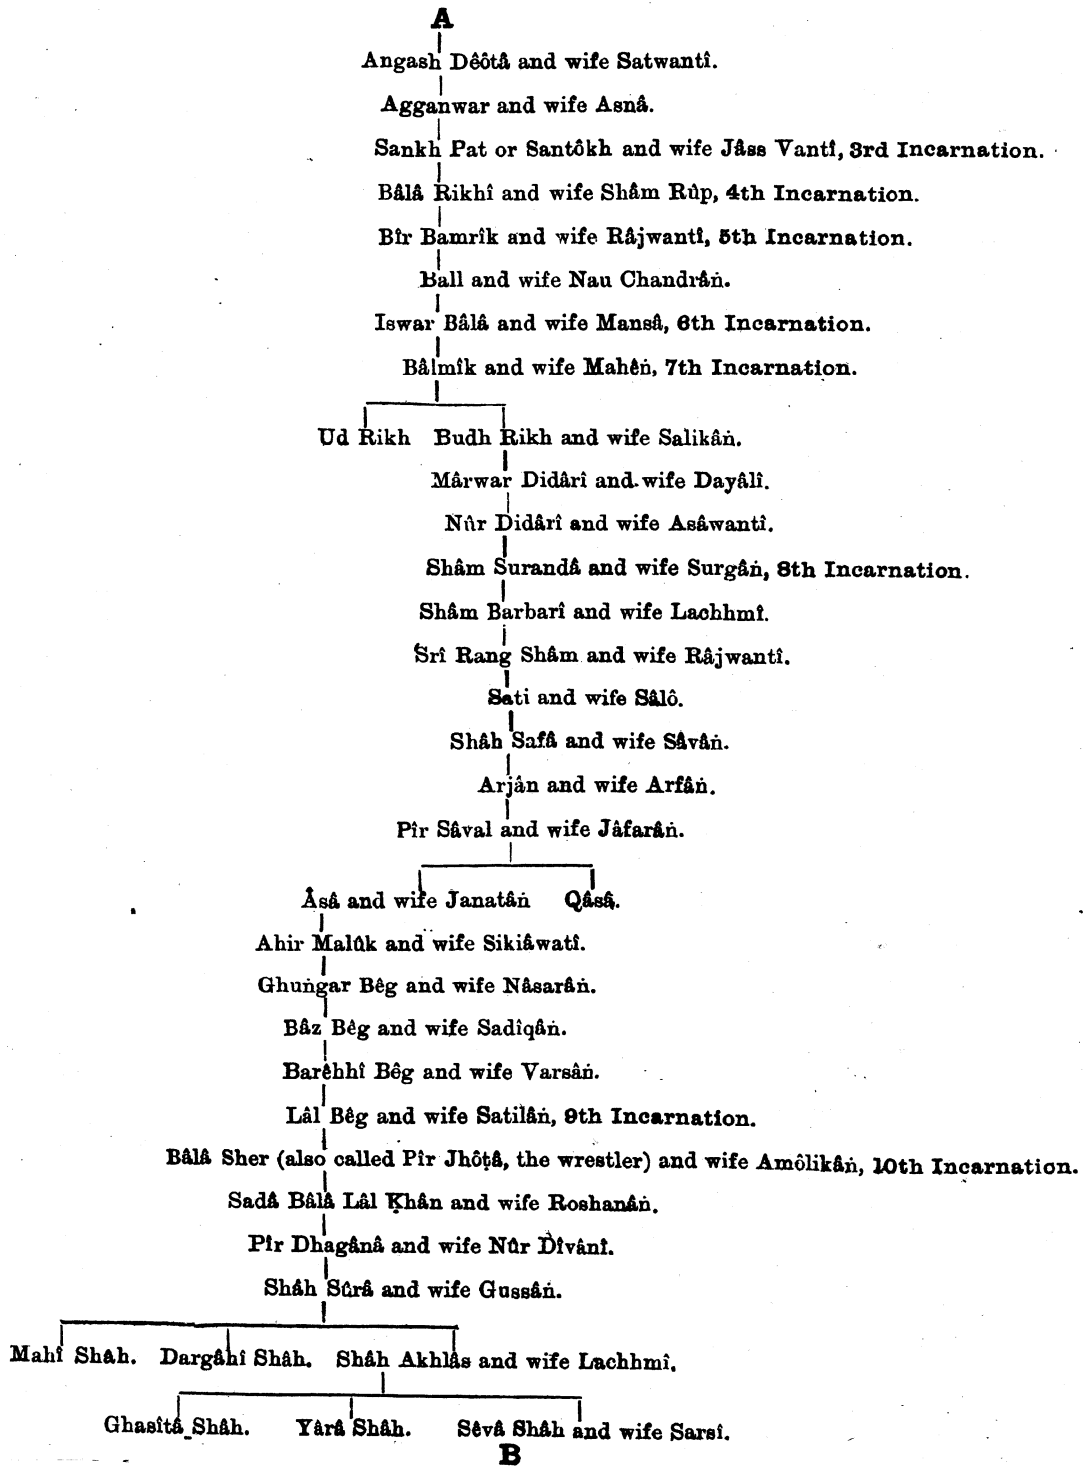 A
Angash Dêôtâ and wife Satwantî.
Agganwar and wife Asnâ.
Sankh Pat or Santôkh and wife Jâss Vantî, 3rd Incarnation.
Bâlâ Rikhî and wife Shâm Rûp, 4th Incarnation.
Bîr Bamrîk and wife Râjwantî, 5th Incarnation.
Ball and wife Nau Chandrâṅ.
Iswar Bâlâ and wife Mansâ, 6th Incarnation.
Bâlmîk and wife Mahêṅ, 7th Incarnation.
Ud Rikh Budh Rikh and wife Salikâṅ.
Mârwar Didârî and wife Dayâlî.
Nûr Didârî and wife Asâwantî.
Shâm Surandâ and wife Surgâṅ, 8th Incarnation.
Shâm Barbarî and wife Lachhmî.
Srî Rang Shâm and wife Râjwantî.
Sati and wife Sâlô.
Shâh Safâ and wife Sâvâṅ.
Arjân and wife Arfâṅ.
Pîr Sâval and wife Jâfarâṅ.
Âsâ and wife Janatâṅ Qâsâ.
Ahir Malûk and wife Sikiâwatî.
Ghuṅgar Bêg and wife Nâsarâṅ.
Bâz Bêg and wife Sadîqâṅ.
Barêhhî Bêg and wife Varsâṅ.
Lâl Bêg and wife Satilâṅ, 9th Incarnation.
Bâlâ Sher (also called Pîr Jhôṭâ, the wrestler) and wife Amôlikâṅ, 10th Incarnation.
Sadâ Bâlâ Lâl Ḳhân and wife Roshanâṅ.
Pîr Dhagânâ and wife Nûr Dîvânî.
Shâh Sûrâ and wife Gussâṅ.
Mahî Shâh. Dargâhî Shâh. Shâh Akhlâs and wife Lachhmî.
Ghasîtâ Shâh. Yârâ Shâh. Sêvâ Shâh and wife Sarsî.
B